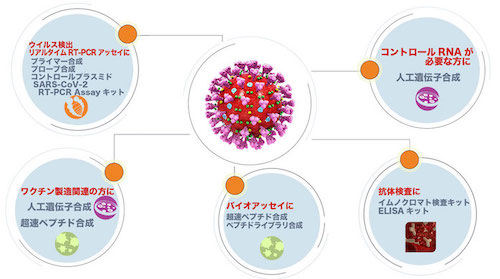 ウイルス検出
リアルタイム RT-PCR アッセイに
プライマー合成
プローブ合成
コントロールプラスミド
SARS-CoV-2
RT-PCR Assay キット
コントロール RNA が
必要な方に
人工遺伝子合成
ワクチン製造関連の方に
人工遺伝子合成
超速ペプチド合成
バイオアッセイに
超速ペプチド合成
ペプチドライブラリ合成
抗体検査に
イムノクロマト検査キット
ELISA キット